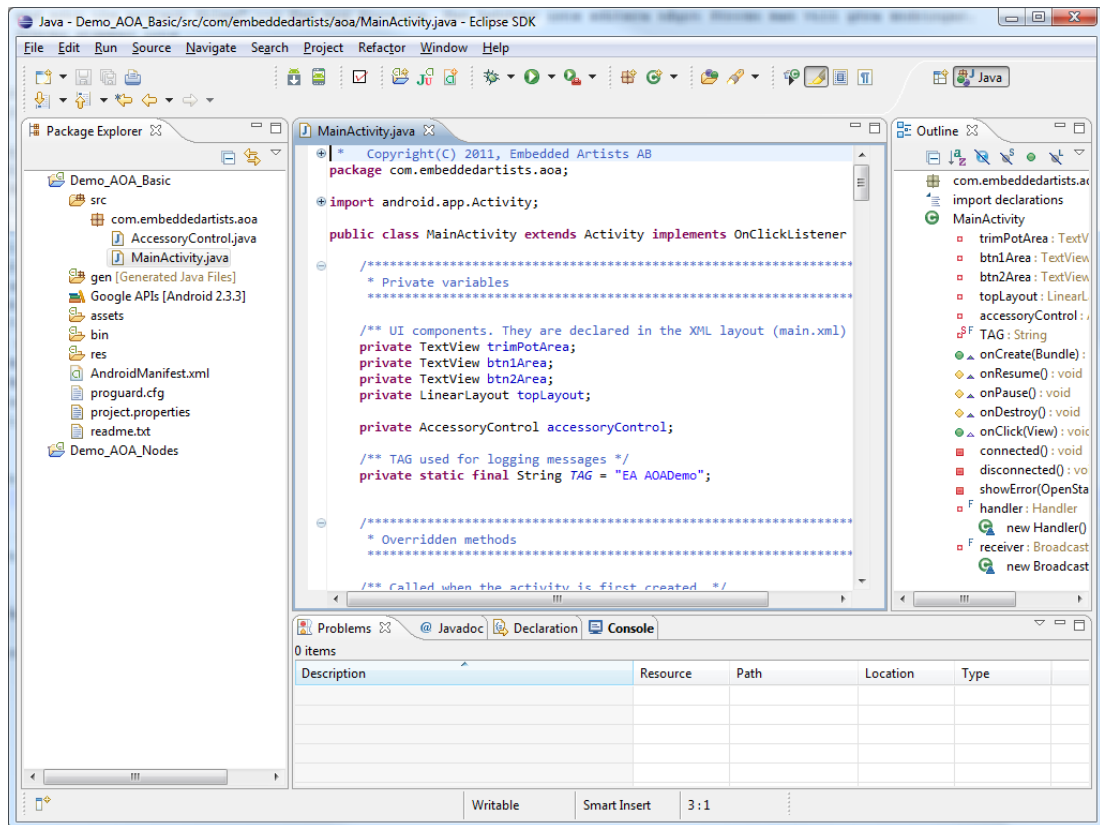 Java - Demo_AOA_Basic/src/com/embeddedartists/aoa/MainActivity.java - Eclipse SDK
File Edit Run Source Navigate Search Project Refactor Window Help
Java
Package Explorer
Demo_AOA_Basic
src
com.embeddedartists.aoa
AccessoryControl.java
MainActivity.java
gen [Generated Java Files]
Google APIs [Android 2.3.3]
assets
bin
res
AndroidManifest.xml
proguard.cfg
project.properties
readme.txt
Demo_AOA_Nodes
MainActivity.java
*   Copyright(C) 2011, Embedded Artists AB
package com.embeddedartists.aoa;
import android.app.Activity;
public class MainActivity extends Activity implements OnClickListener
/************************************************************
* Private variables
************************************************************
/** UI components. They are declared in the XML layout (main.xml)
private TextView trimPotArea;
private TextView btn1Area;
private TextView btn2Area;
private LinearLayout topLayout;
private AccessoryControl accessoryControl;
/** TAG used for logging messages */
private static final String TAG = "EA AOADemo";
/************************************************************
* Overridden methods
************************************************************
/** Called when the activity is first created. */
Outline
com.embeddedartists.ao
import declarations
MainActivity
trimPotArea : TextV
btn1Area : TextView
btn2Area : TextView
topLayout : LinearL
accessoryControl :
TAG : String
onCreate(Bundle) :
onResume() : void
onPause() : void
onDestroy() : void
onClick(View) : voic
connected() : void
disconnected() : vo
showError(OpenSta
handler : Handler
new Handler()
receiver : Broadcast
new Broadcast
Problems @ Javadoc Declaration Console
0 items
Description Resource Path Location Type
Writable Smart Insert 3 : 1